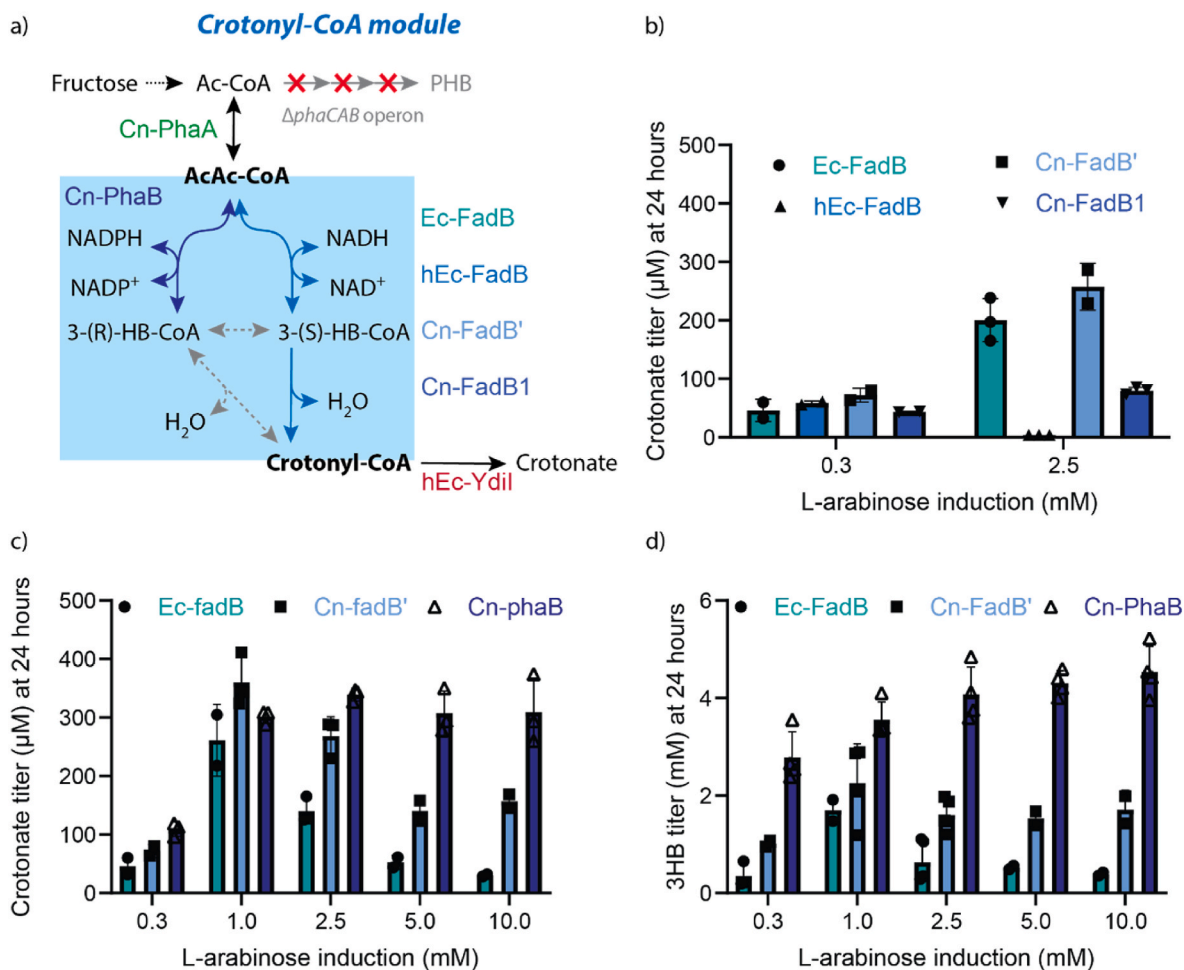 a)
Crotonyl-CoA module
Fructose
Ac-CoA
PHB
ΔphaCAB operon
Cn-PhaA
AcAc-CoA
Cn-PhaB
NADPH
NADP⁺
NADH
NAD⁺
Ec-FadB
hEc-FadB
Cn-FadB'
Cn-FadB1
3-(R)-HB-CoA
3-(S)-HB-CoA
H₂O
H₂O
Crotonyl-CoA
Crotonate
hEc-YdiI
b)
Crotonate titer (µM) at 24 hours
500
400
300
200
100
0
Ec-FadB
Cn-FadB'
hEc-FadB
Cn-FadB1
0.3
2.5
L-arabinose induction (mM)
c)
Crotonate titer (µM) at 24 hours
500
400
300
200
100
0
Ec-fadB
Cn-fadB'
Cn-phaB
0.3
1.0
2.5
5.0
10.0
L-arabinose induction (mM)
d)
3HB titer (mM) at 24 hours
6
4
2
0
Ec-FadB
Cn-FadB'
Cn-PhaB
0.3
1.0
2.5
5.0
10.0
L-arabinose induction (mM)